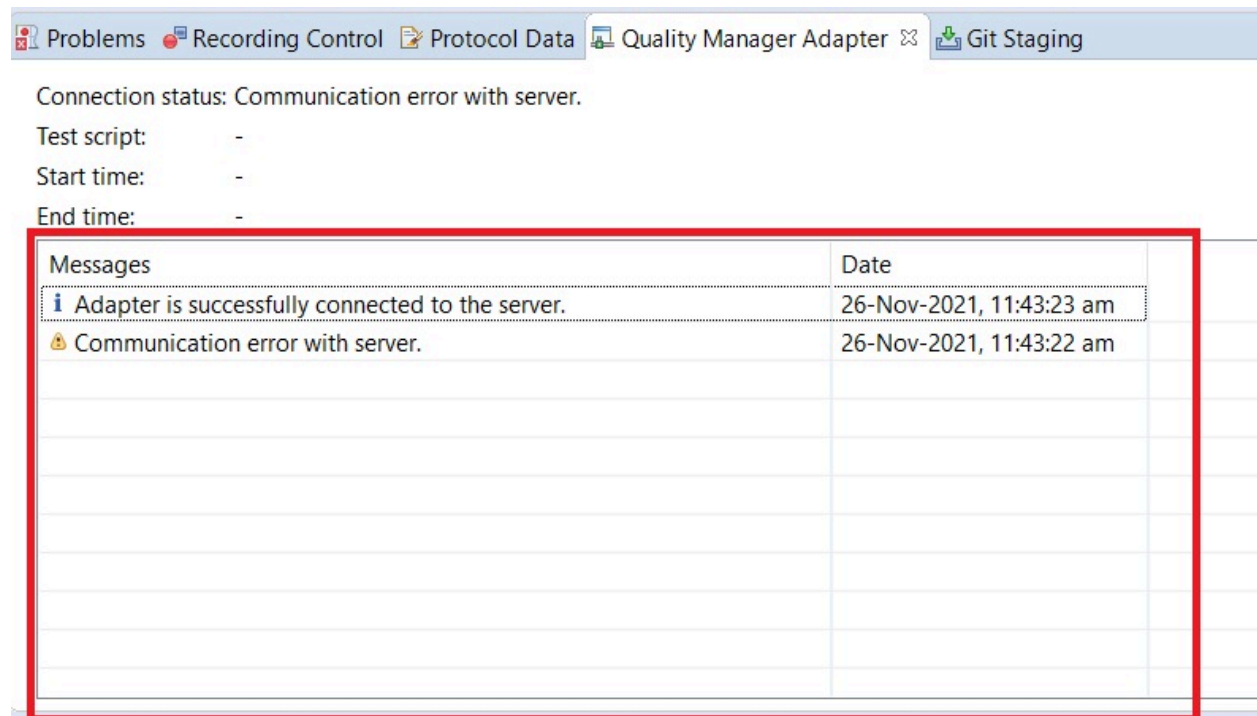 Problems Recording Control Protocol Data Quality Manager Adapter Git Staging
Connection status: Communication error with server.
Test script: -
Start time: -
End time: -
Messages Date
Adapter is successfully connected to the server. 26-Nov-2021, 11:43:23 am
Communication error with server. 26-Nov-2021, 11:43:22 am